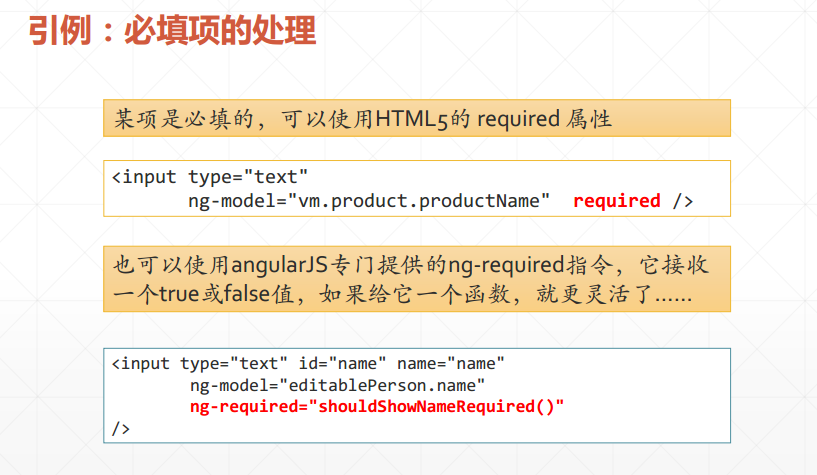 引例：必填项的处理
某项是必填的，可以使用HTML5的 required 属性
<input type="text"
ng-model="vm.product.productName" required />
也可以使用angularJS专门提供的ng-required指令，它接收
一个true或false值，如果给它一个函数，就更灵活了……
<input type="text" id="name" name="name"
ng-model="editablePerson.name"
ng-required="shouldShowNameRequired()"
/>